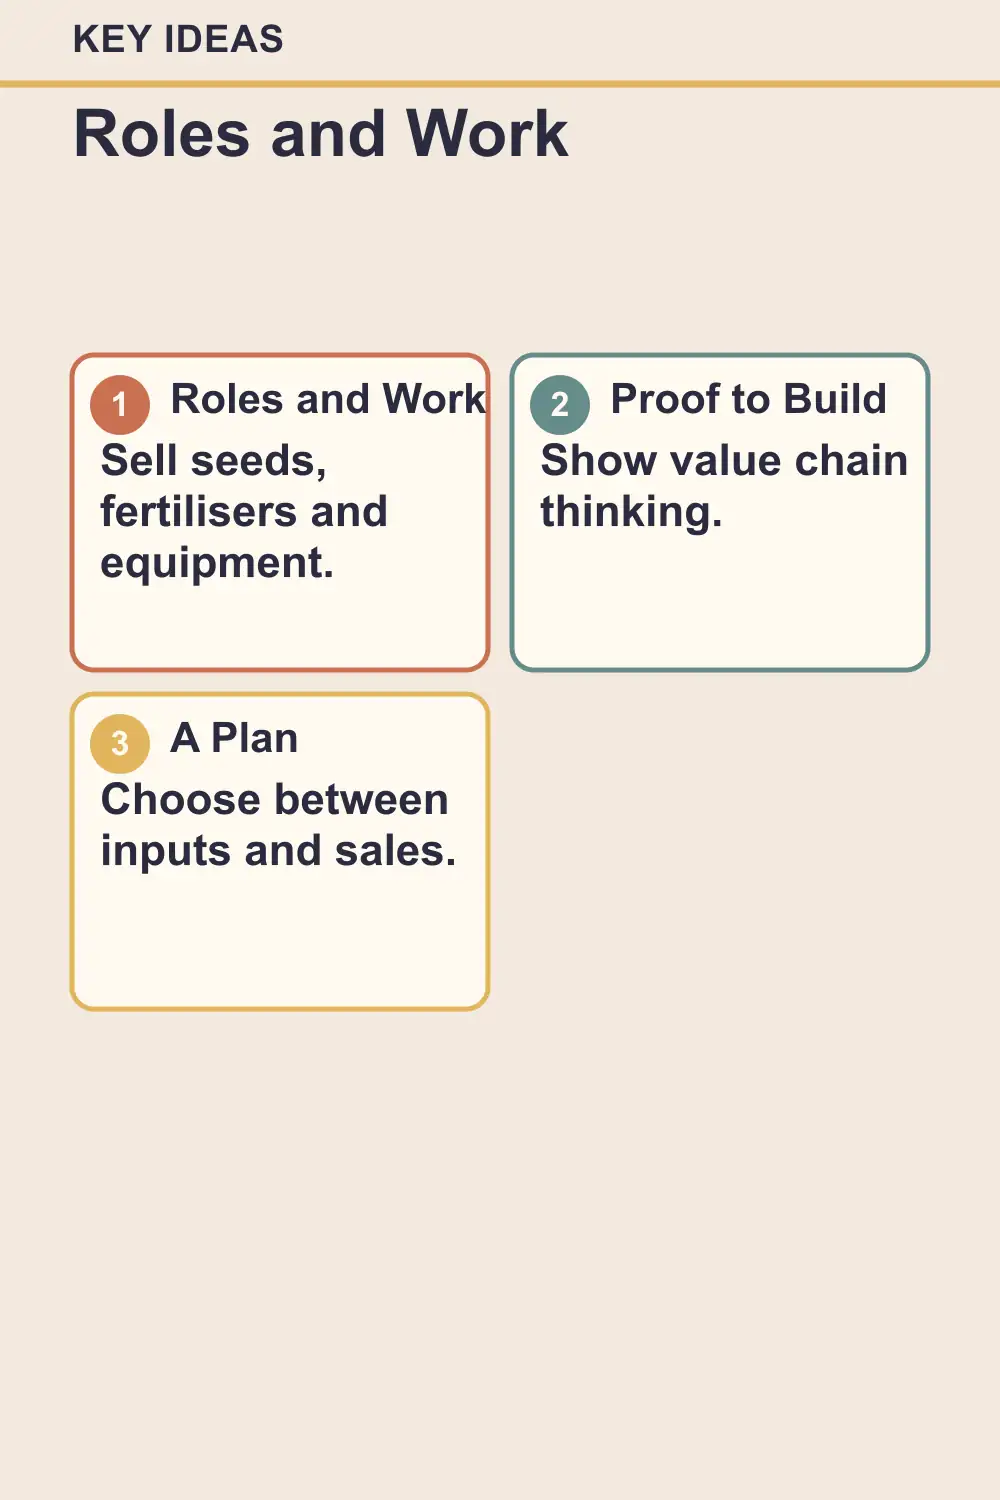 KEY IDEAS
Roles and Work
1 Roles and Work
Sell seeds,
fertilisers and
equipment.
2 Proof to Build
Show value chain
thinking.
3 A Plan
Choose between
inputs and sales.